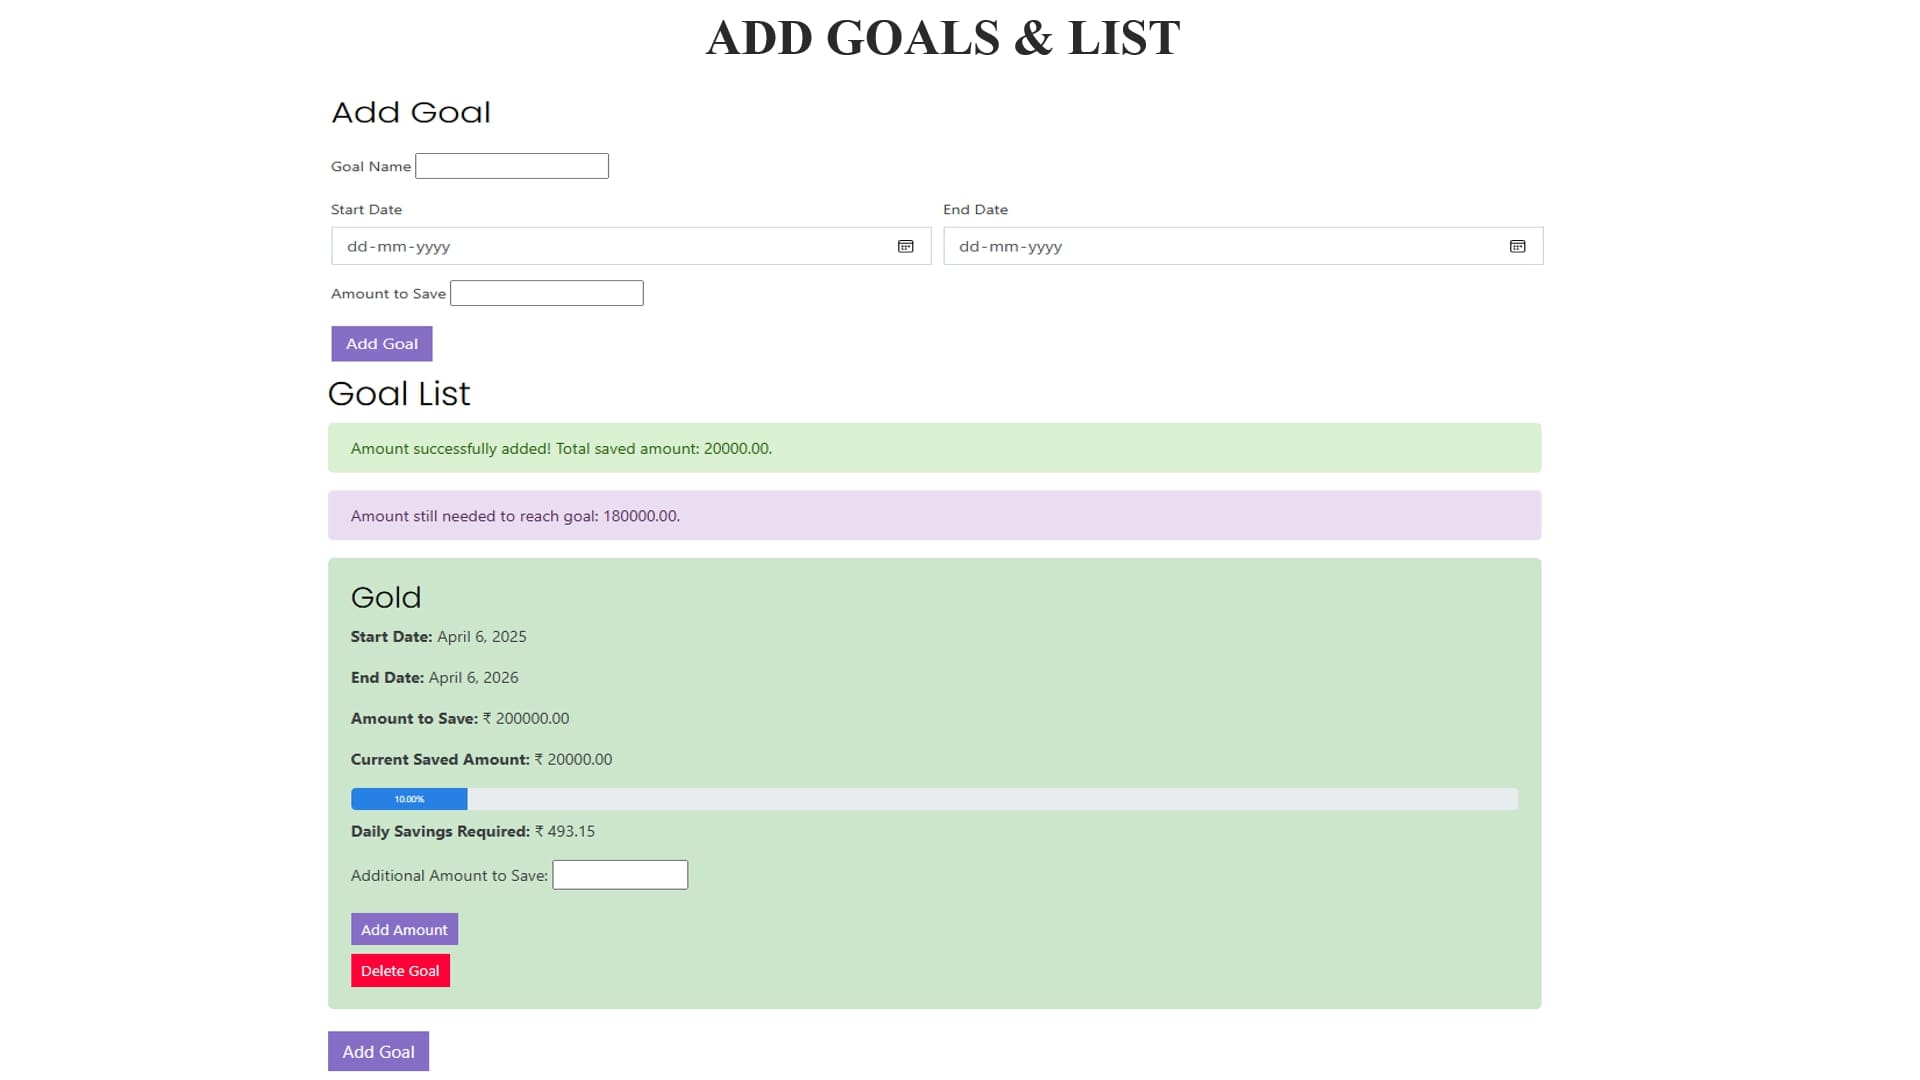 ADD GOALS & LIST
Add Goal
Goal Name
Start Date End Date
dd-mm-yyyy dd-mm-yyyy
Amount to Save
Add Goal
Goal List
Amount successfully added! Total saved amount: 20000.00.
Amount still needed to reach goal: 180000.00.
Gold
Start Date: April 6, 2025
End Date: April 6, 2026
Amount to Save: ₹ 200000.00
Current Saved Amount: ₹ 20000.00
10.00%
Daily Savings Required: ₹ 493.15
Additional Amount to Save:
Add Amount
Delete Goal
Add Goal